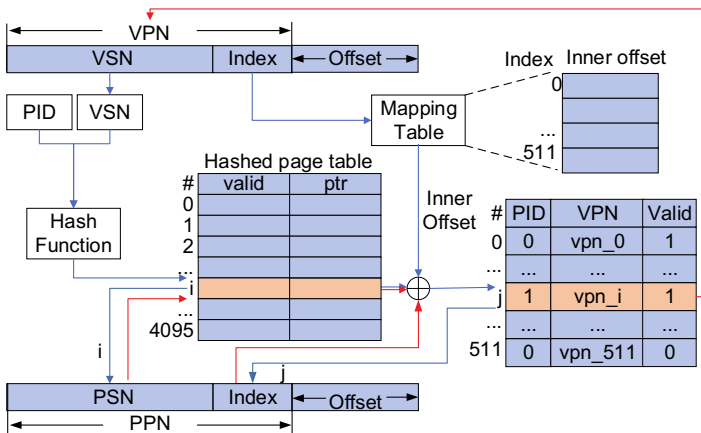 VPN
VSN Index Offset
PID VSN
Mapping
Table
Index Inner offset
0
...
511
Hashed page table
# valid ptr
0
1
2
...
i
...
4095
Hash
Function
Inner
Offset
# PID VPN Valid
0 0 vpn_0 1
... ... ... ...
j 1 vpn_i 1
... ... ... ...
511 0 vpn_511 0
i
j
PSN Index Offset
PPN